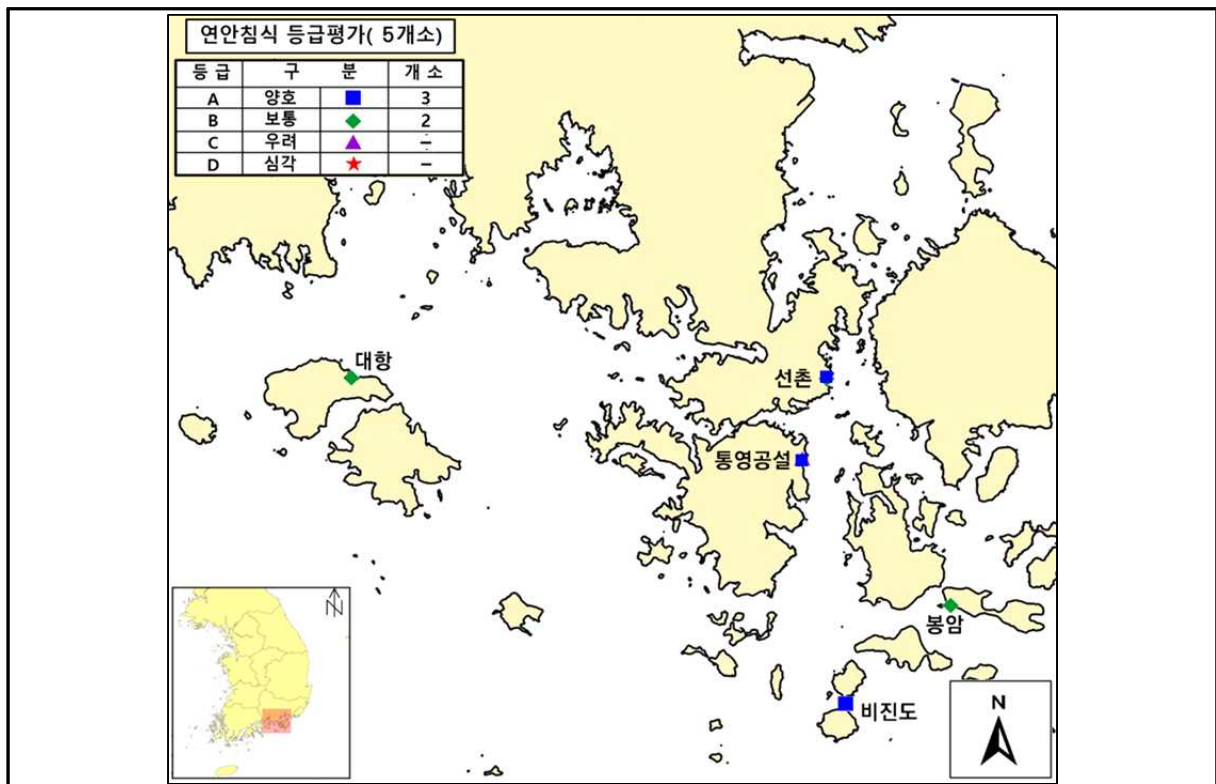 연안침식 등급평가( 5개소)
등 급 구 분 개 소
A 양호 3
B 보통 2
C 우려 –
D 심각 –
대항
선촌
통영공설
봉암
비진도
N
N